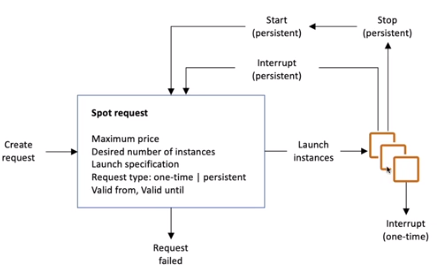 Start
(persistent)
Stop
(persistent)
Interrupt
(persistent)
Spot request
Maximum price
Desired number of instances
Launch specification
Request type: one-time | persistent
Valid from, Valid until
Create
request
Launch
instances
Interrupt
(one-time)
Request
failed